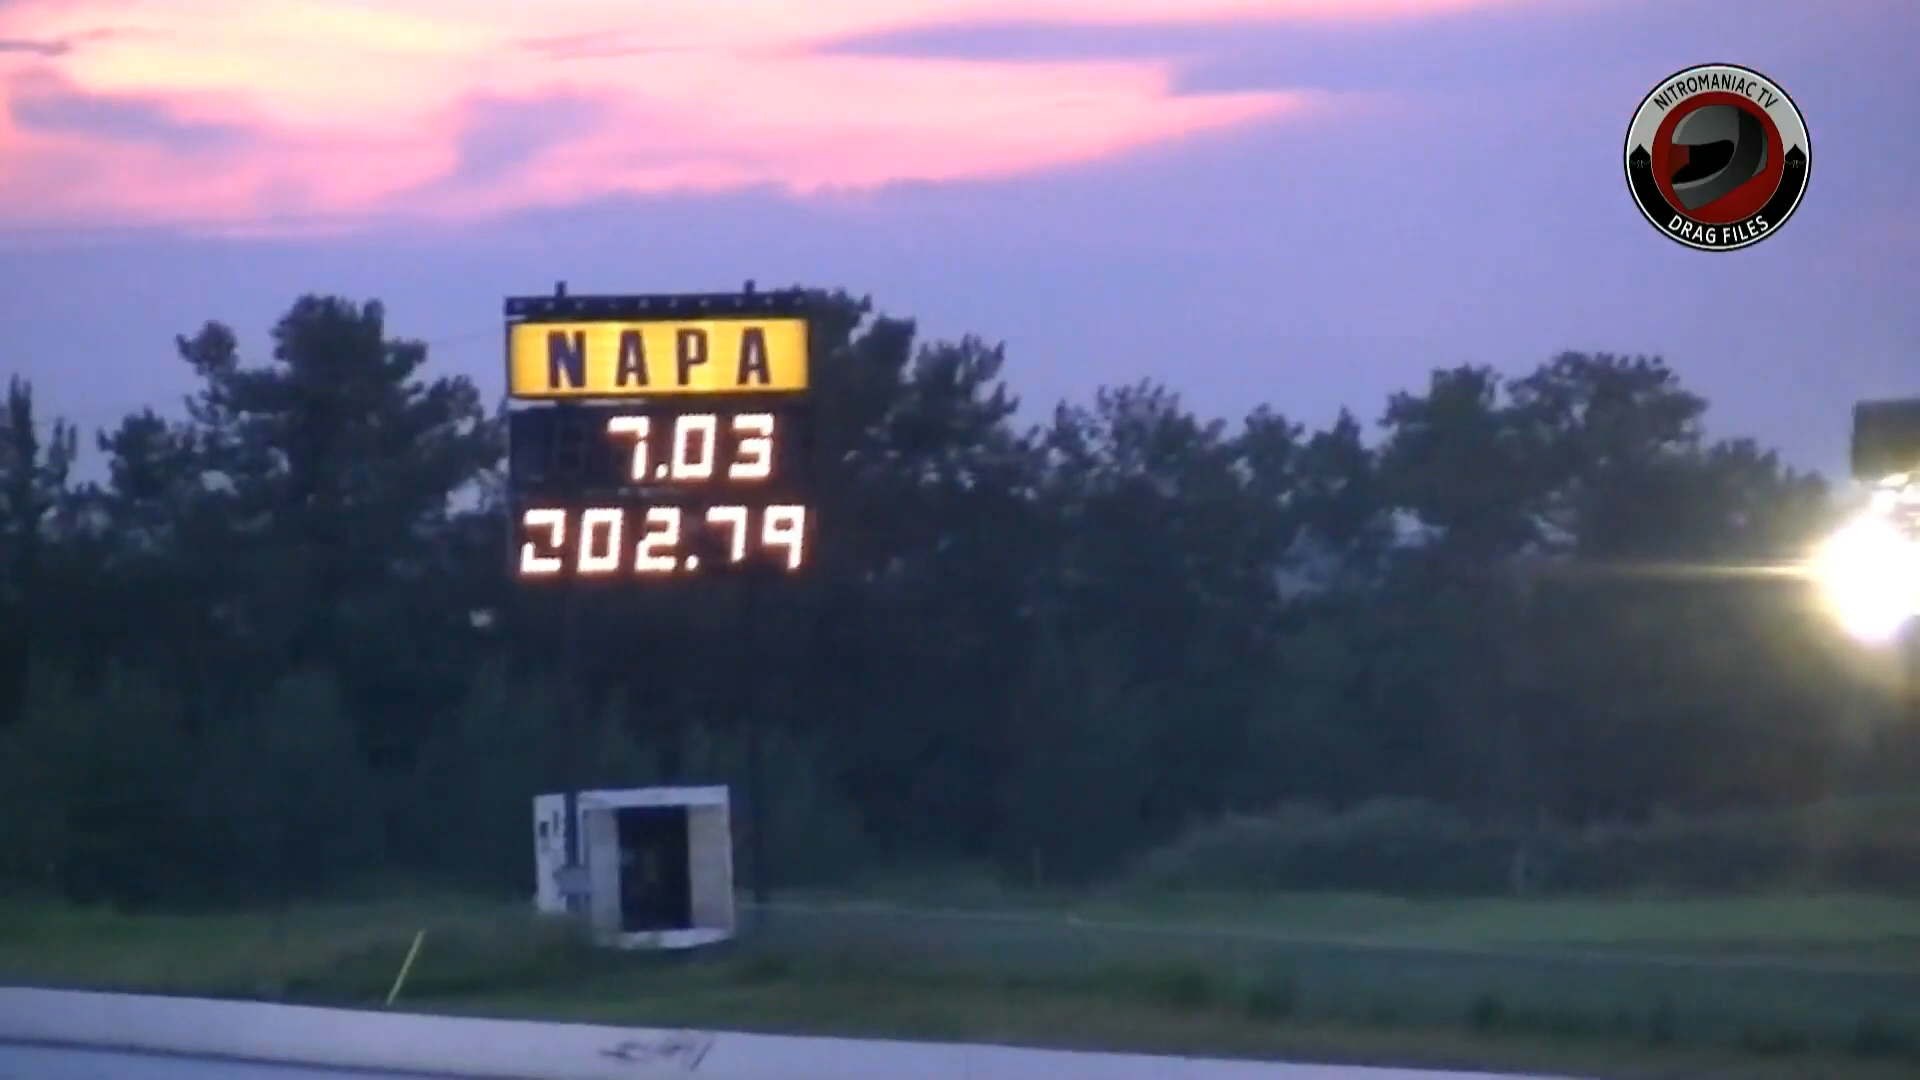 NITROMANIAC TV
DRAG FILES
NAPA
7.03
202.79